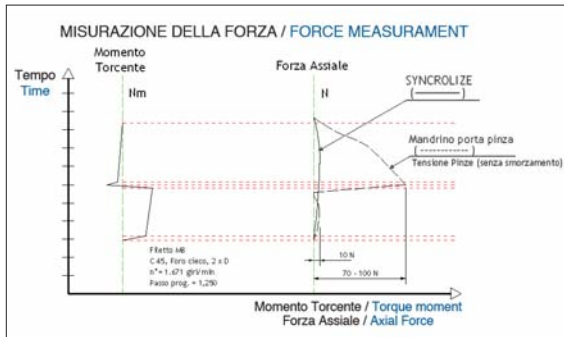 MISURAZIONE DELLA FORZA / FORCE MEASURAMENT
Momento
Torcente
Forza Assiale
Tempo
Time
Nm
N
SYNCROLIZE
(————)
Mandrino porta pinza
(------------)
Tensione Pinze (senza smorzamento)
Filetto M8
C 45, Foro cieco, 2 x D
n° = 1.671 giri/min
Passo prog. = 1,250
10 N
70 - 100 N
Momento Torcente / Torque moment
Forza Assiale / Axial Force